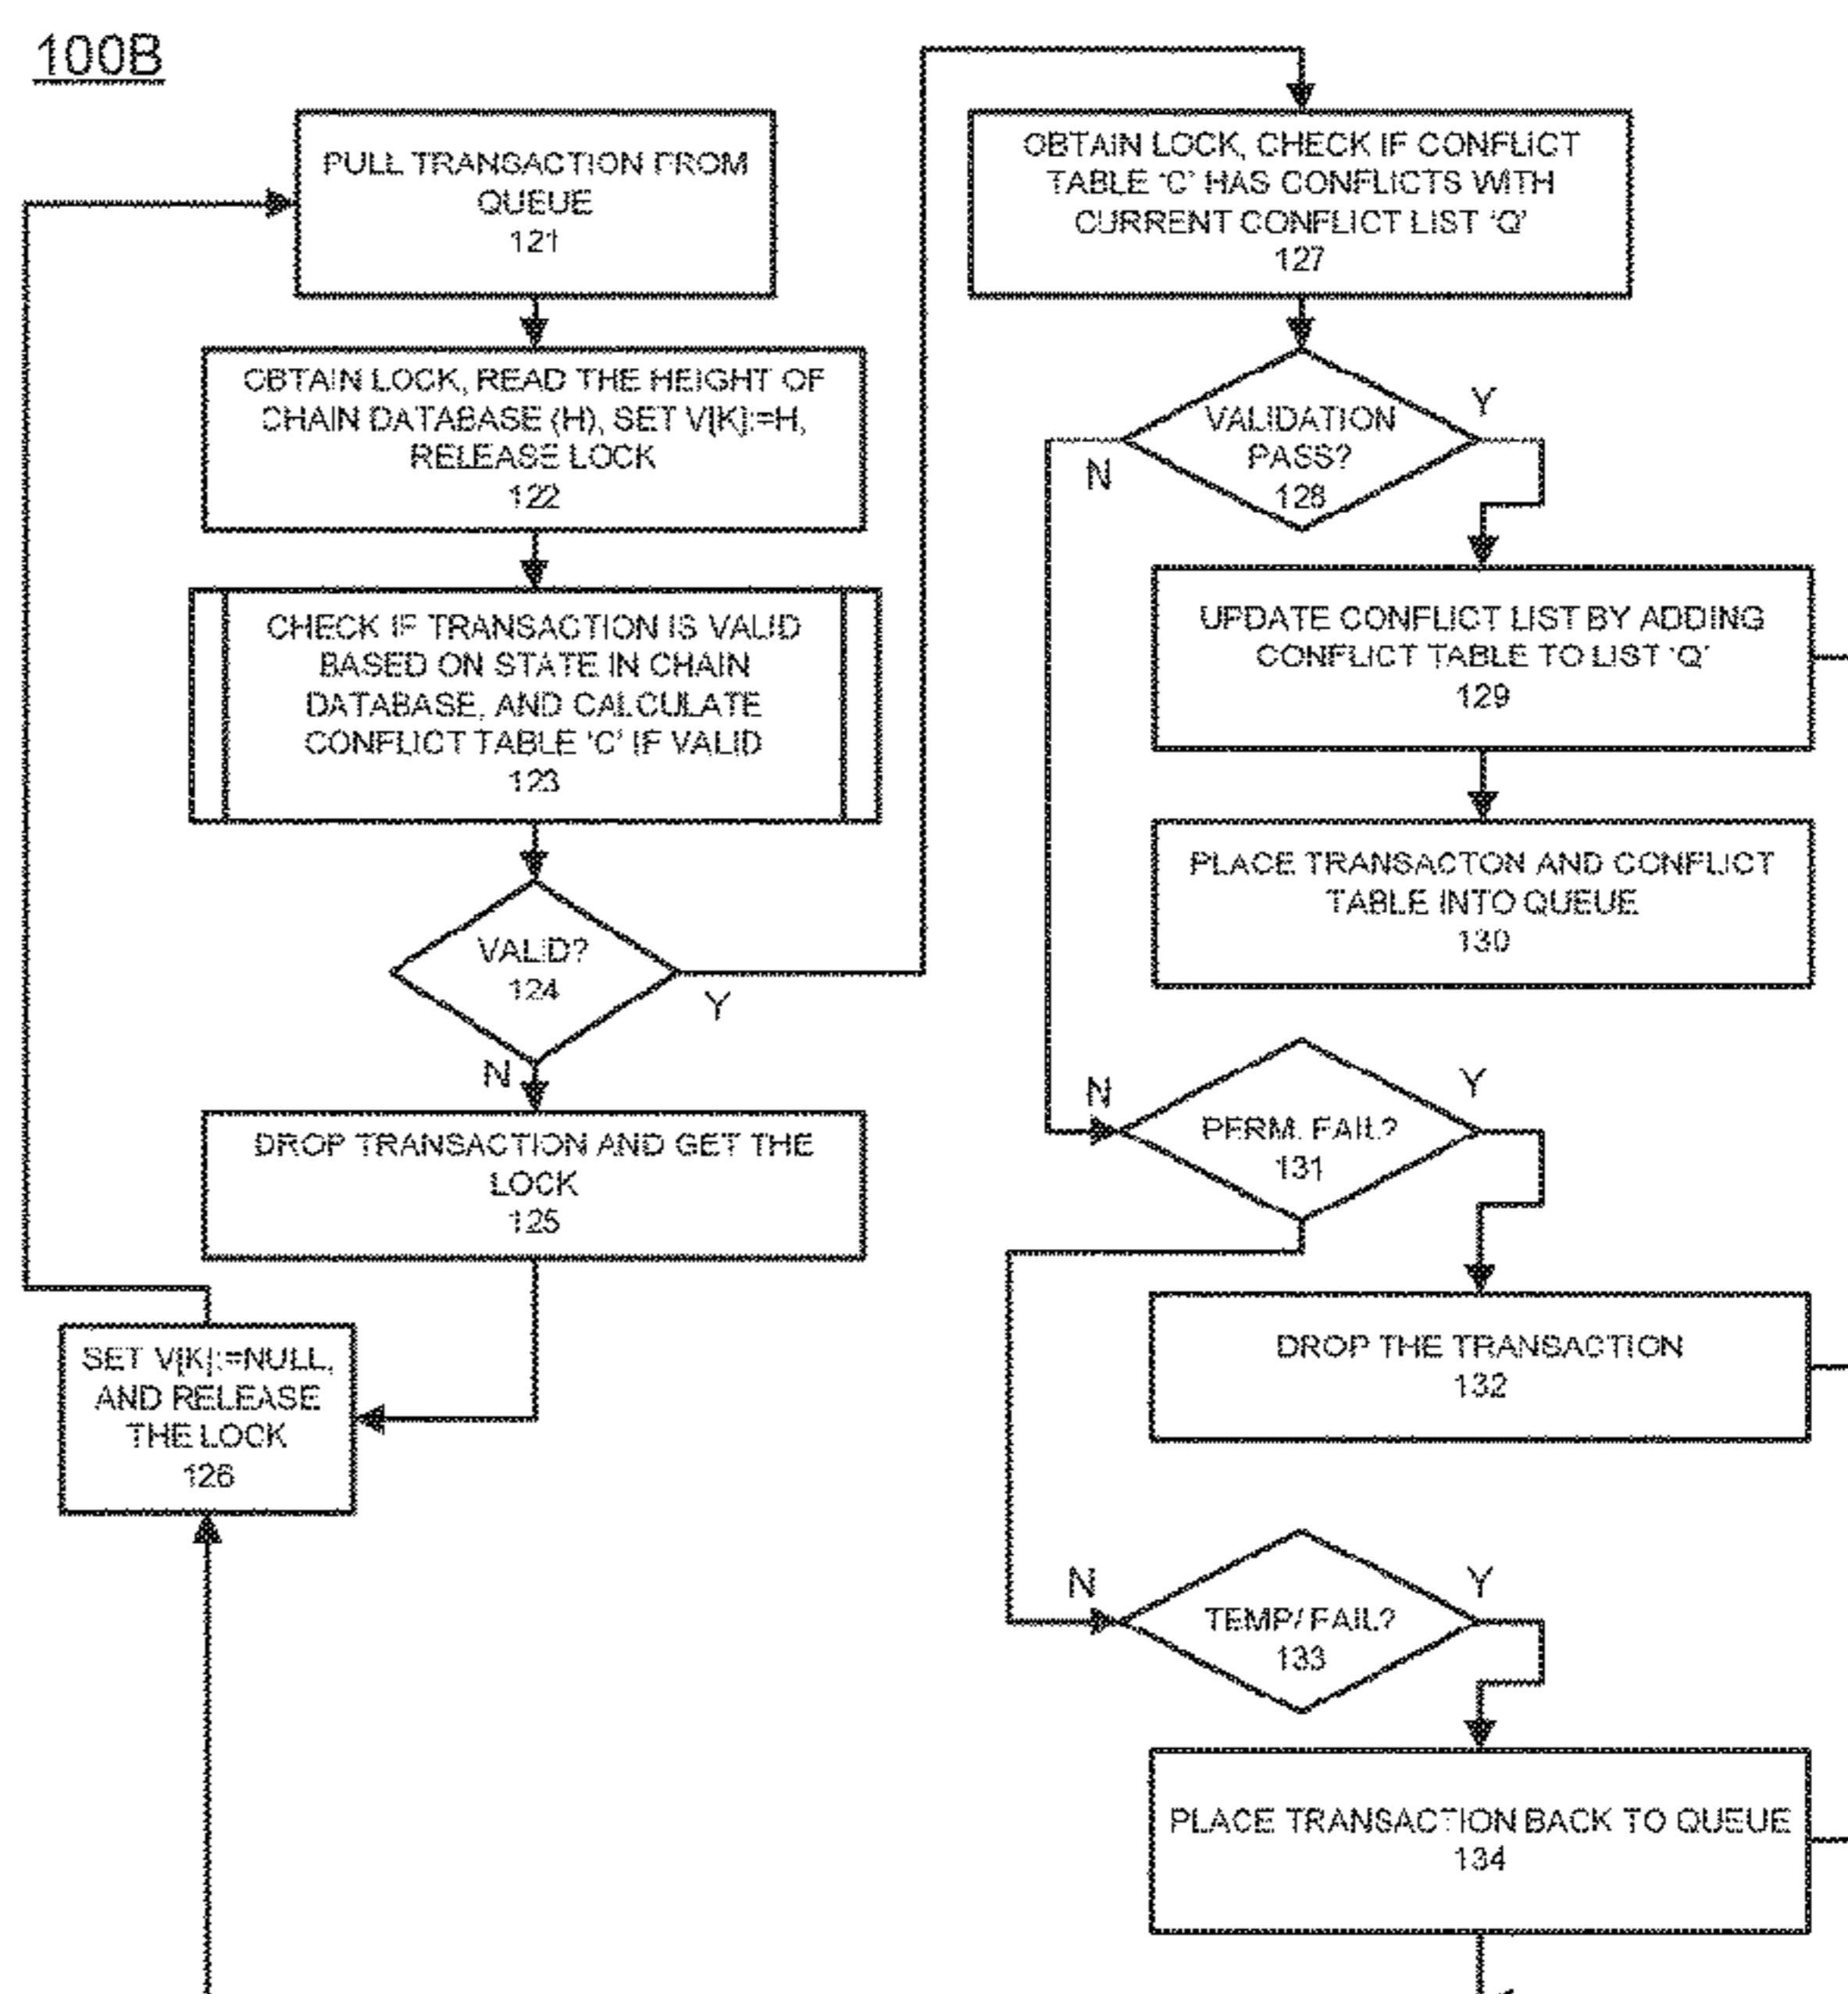 100B
PULL TRANSACTION FROM
QUEUE
121
OBTAIN LOCK, READ THE HEIGHT OF
CHAIN DATABASE (H), SET V[K]:=H,
RELEASE LOCK
122
CHECK IF TRANSACTION IS VALID
BASED ON STATE IN CHAIN
DATABASE, AND CALCULATE
CONFLICT TABLE 'C' IF VALID
123
VALID?
124
Y
N
DROP TRANSACTION AND GET THE
LOCK
125
SET V[K]:=NULL,
AND RELEASE
THE LOCK
126
OBTAIN LOCK, CHECK IF CONFLICT
TABLE 'C' HAS CONFLICTS WITH
CURRENT CONFLICT LIST 'Q'
127
Y
VALIDATION
PASS?
128
N
UPDATE CONFLICT LIST BY ADDING
CONFLICT TABLE TO LIST 'Q'
129
PLACE TRANSACTON AND CONFLICT
TABLE INTO QUEUE
130
N
Y
PERM. FAIL?
131
DROP THE TRANSACTION
132
N
Y
TEMP/ FAIL?
133
PLACE TRANSACTION BACK TO QUEUE
134